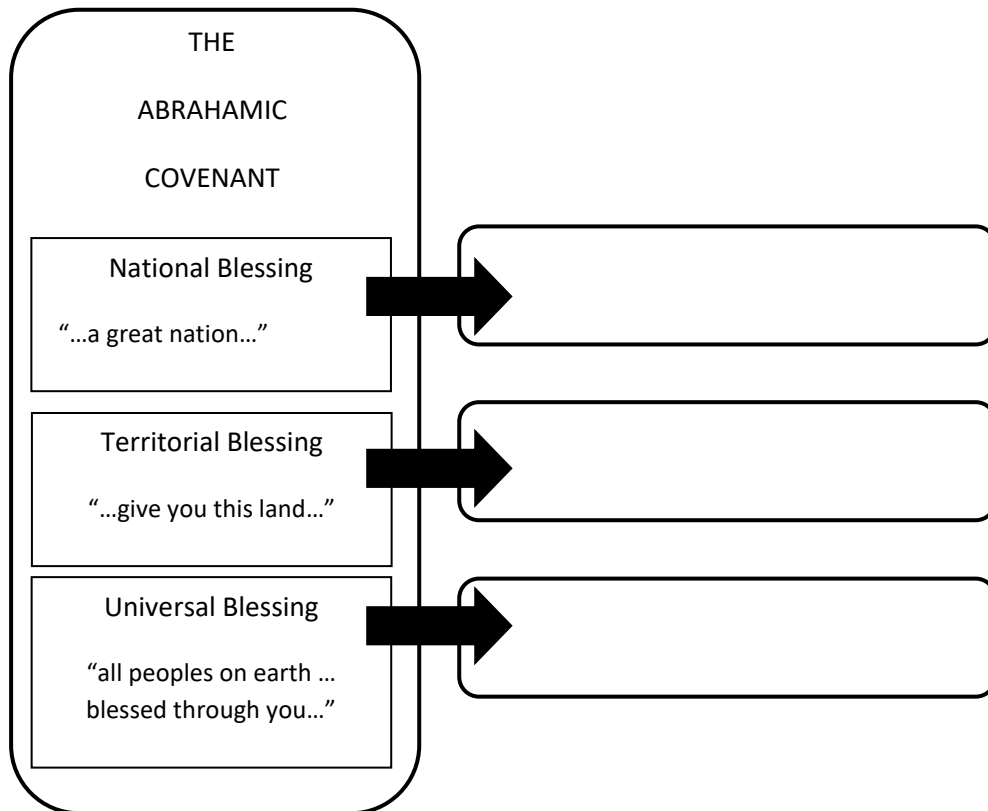 THE
ABRAHAMIC
COVENANT
National Blessing
“…a great nation…”
Territorial Blessing
“…give you this land…”
Universal Blessing
“all peoples on earth …
blessed through you…”